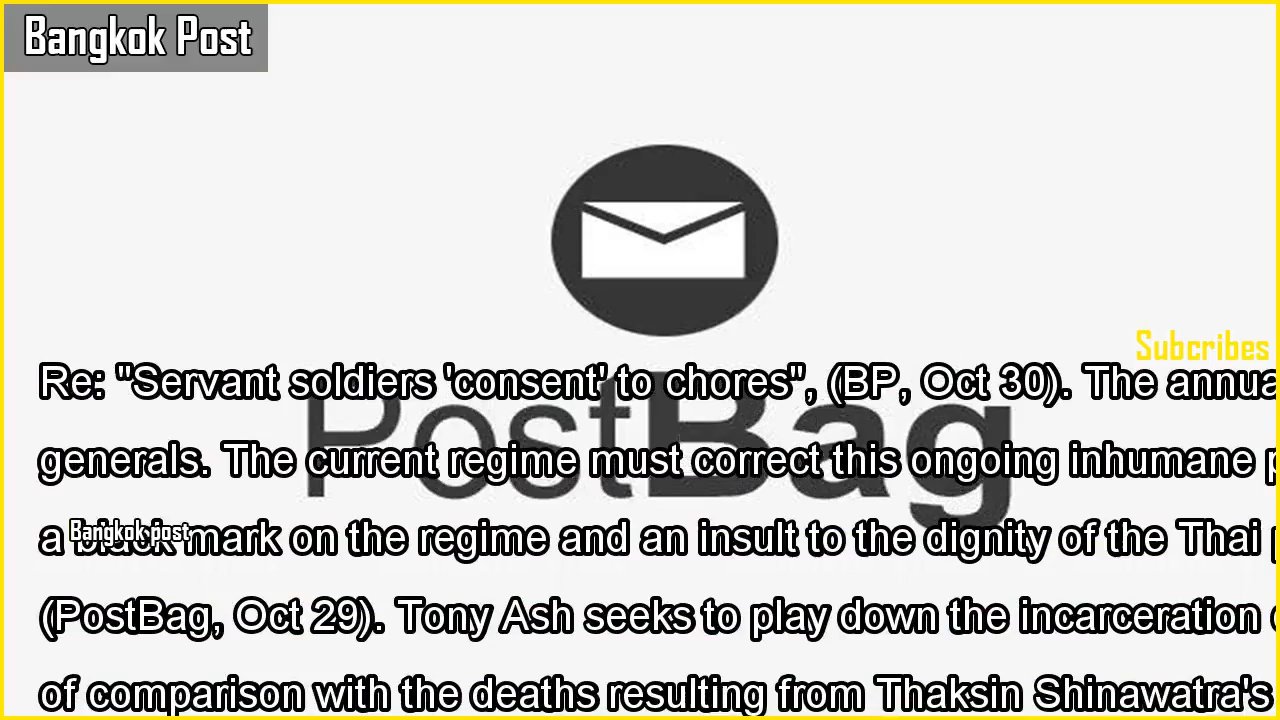 Bangkok Post
Subcribes
Re: "Servant soldiers 'consent' to chores", (BP, Oct 30). The annua
PostBag
generals. The current regime must correct this ongoing inhumane p
Bangkok post
a black mark on the regime and an insult to the dignity of the Thai p
(PostBag, Oct 29). Tony Ash seeks to play down the incarceration
of comparison with the deaths resulting from Thaksin Shinawatra's